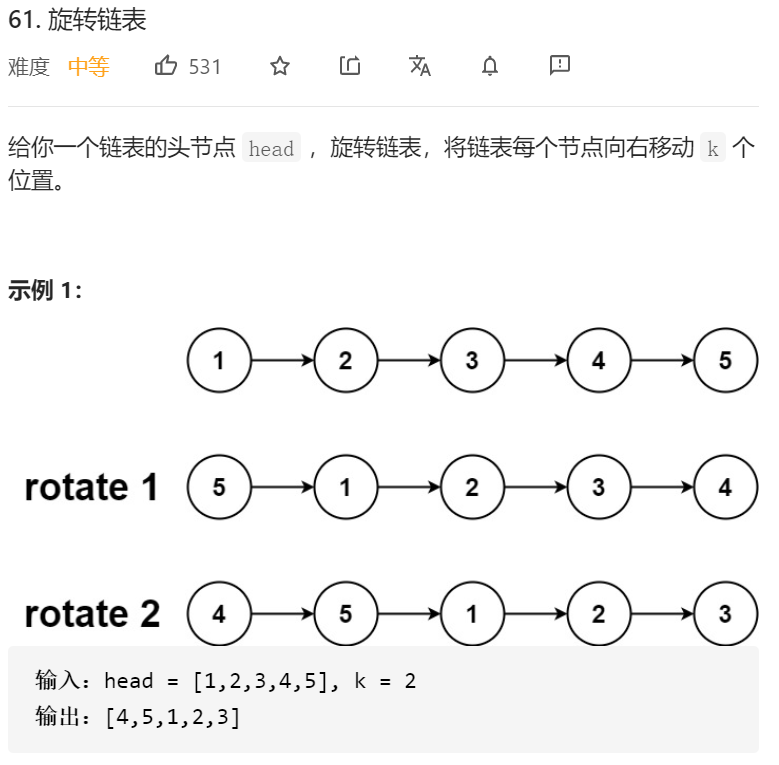 61. 旋转链表
难度 中等 531
给你一个链表的头节点 head ，旋转链表，将链表每个节点向右移动 k 个
位置。
示例 1：
1 2 3 4 5
rotate 1 5 1 2 3 4
rotate 2 4 5 1 2 3
输入：head = [1,2,3,4,5], k = 2
输出：[4,5,1,2,3]